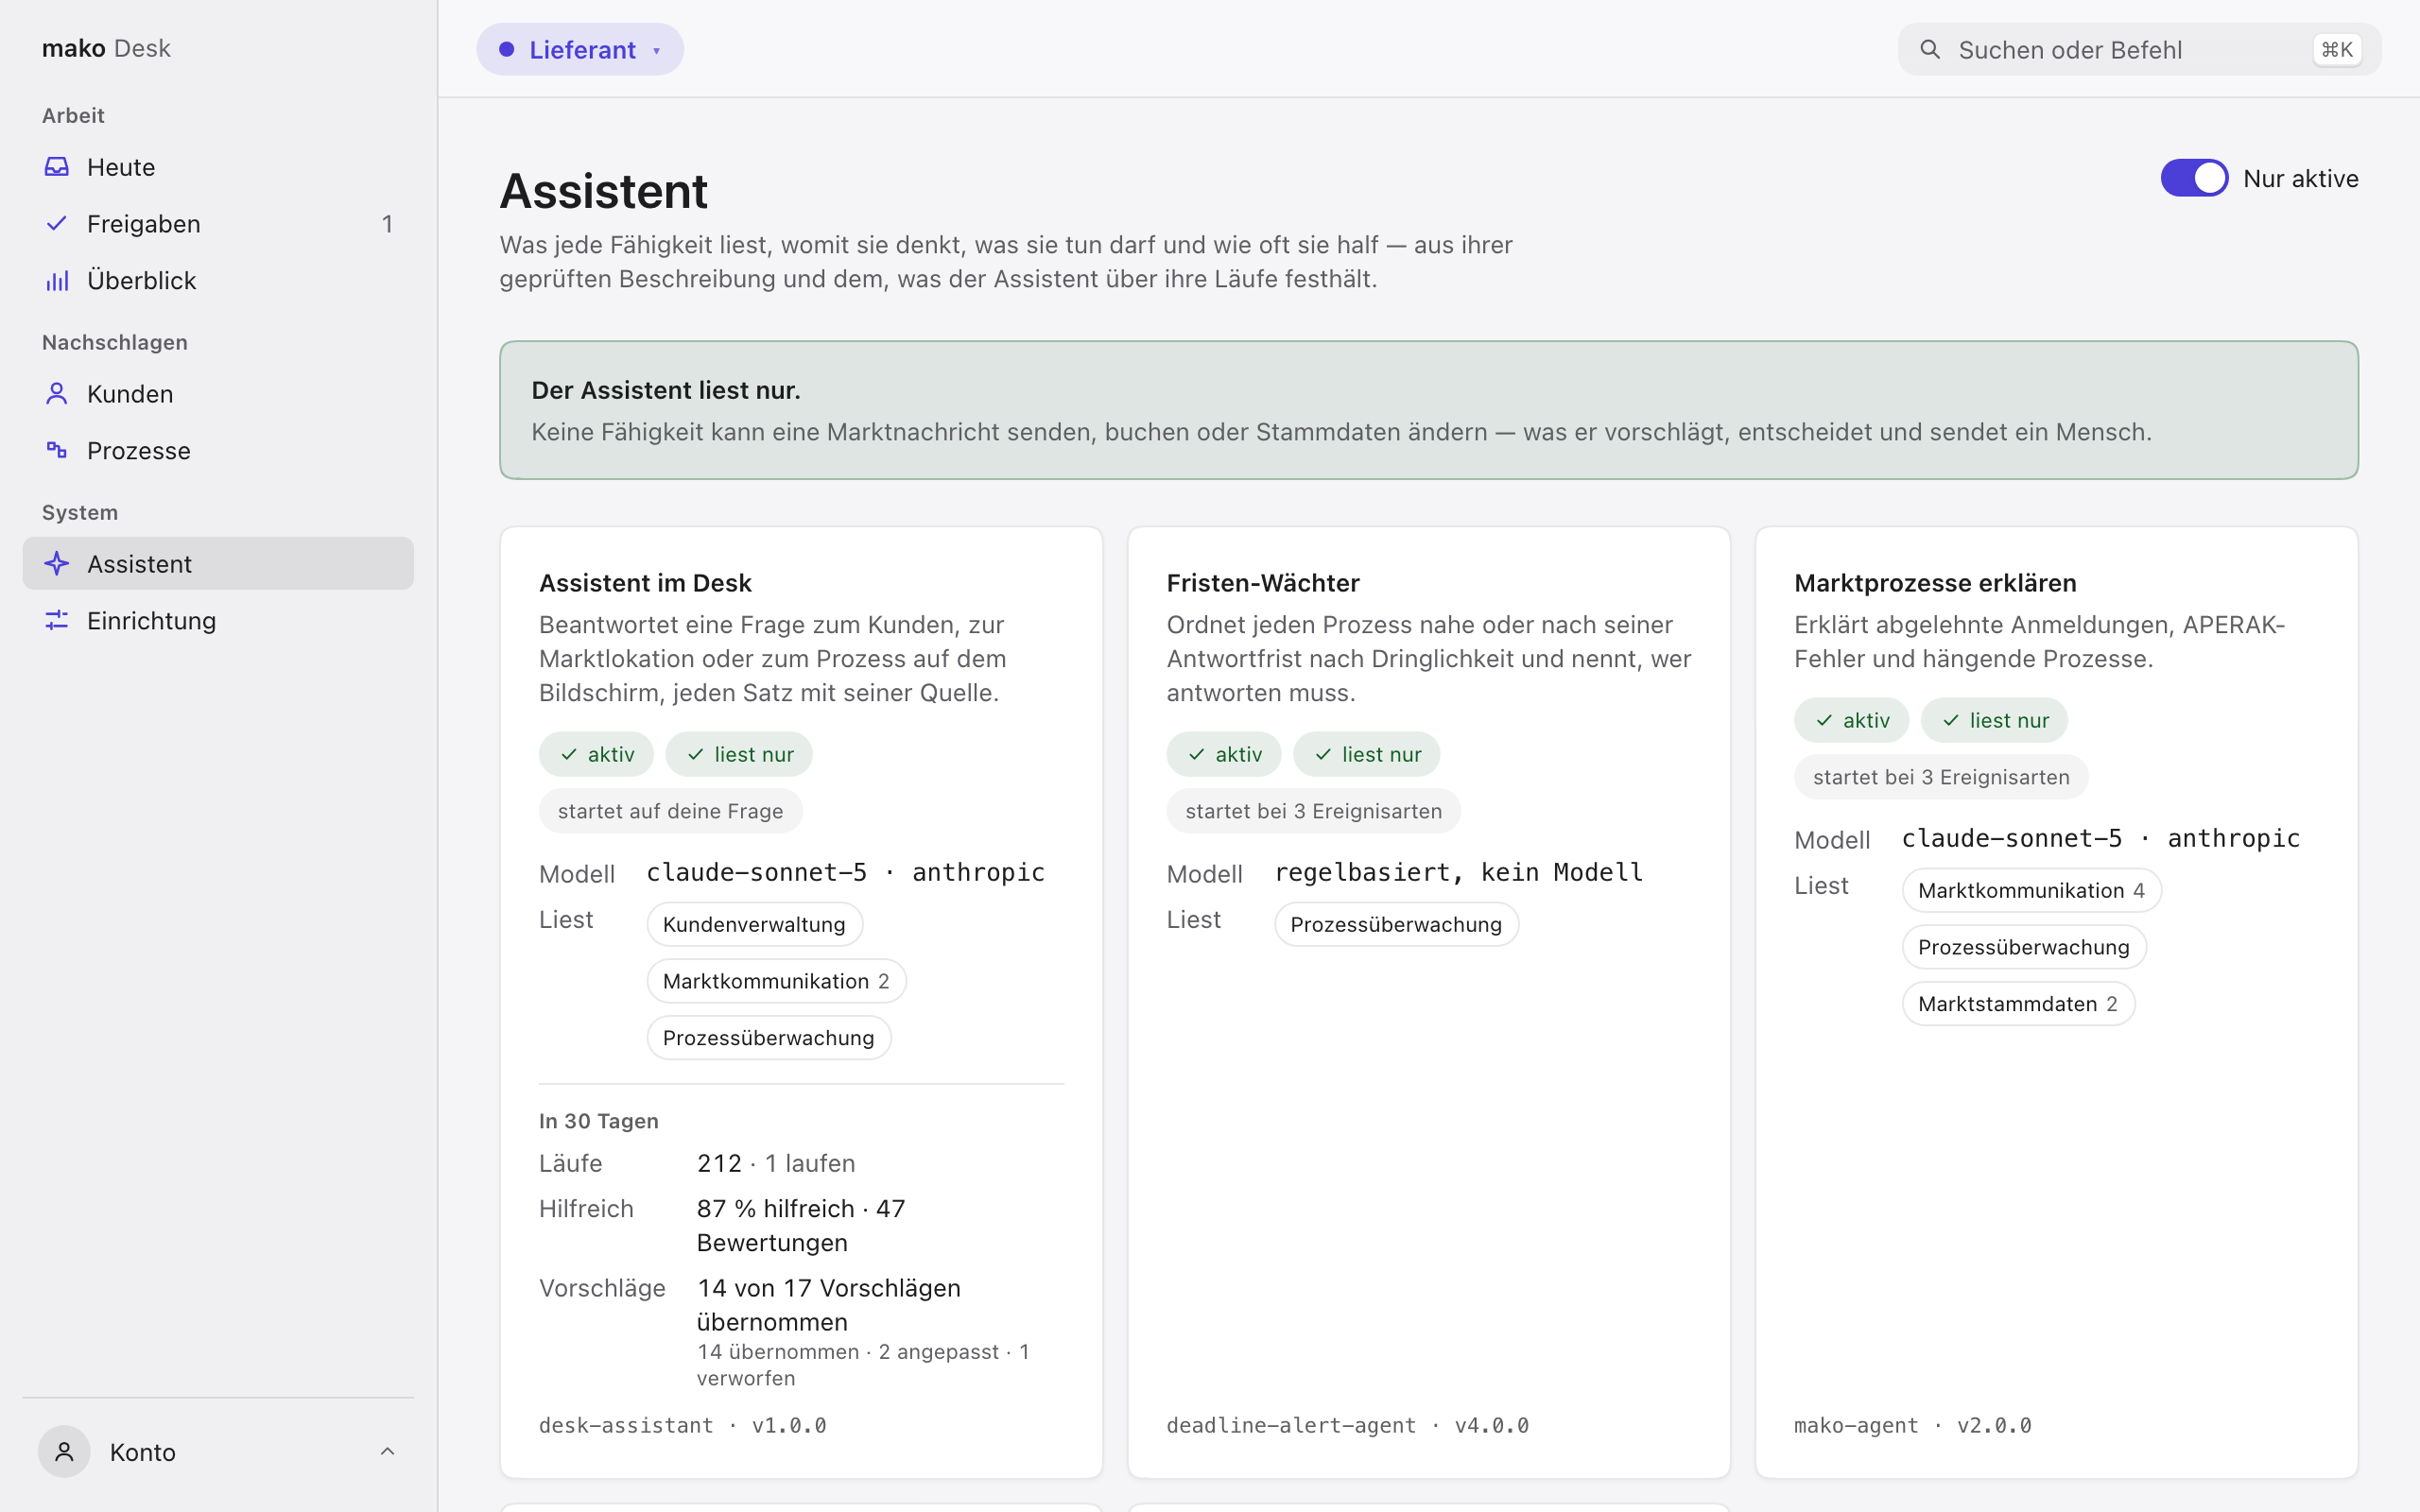 mako Desk
Arbeit
Heute
Freigaben 1
Überblick
Nachschlagen
Kunden
Prozesse
System
Assistent
Einrichtung
Konto
Lieferant
Suchen oder Befehl ⌘K
Assistent
Nur aktive
Was jede Fähigkeit liest, womit sie denkt, was sie tun darf und wie oft sie half — aus ihrer
geprüften Beschreibung und dem, was der Assistent über ihre Läufe festhält.
Der Assistent liest nur.
Keine Fähigkeit kann eine Marktnachricht senden, buchen oder Stammdaten ändern — was er vorschlägt, entscheidet und sendet ein Mensch.
Assistent im Desk
Beantwortet eine Frage zum Kunden, zur
Marktlokation oder zum Prozess auf dem
Bildschirm, jeden Satz mit seiner Quelle.
✓ aktiv ✓ liest nur
startet auf deine Frage
Modell claude-sonnet-5 · anthropic
Liest Kundenverwaltung
Marktkommunikation 2
Prozessüberwachung
In 30 Tagen
Läufe 212 · 1 laufen
Hilfreich 87 % hilfreich · 47
Bewertungen
Vorschläge 14 von 17 Vorschlägen
übernommen
14 übernommen · 2 angepasst · 1
verworfen
desk-assistant · v1.0.0
Fristen-Wächter
Ordnet jeden Prozess nahe oder nach seiner
Antwortfrist nach Dringlichkeit und nennt, wer
antworten muss.
✓ aktiv ✓ liest nur
startet bei 3 Ereignisarten
Modell regelbasiert, kein Modell
Liest Prozessüberwachung
deadline-alert-agent · v4.0.0
Marktprozesse erklären
Erklärt abgelehnte Anmeldungen, APERAK-
Fehler und hängende Prozesse.
✓ aktiv ✓ liest nur
startet bei 3 Ereignisarten
Modell claude-sonnet-5 · anthropic
Liest Marktkommunikation 4
Prozessüberwachung
Marktstammdaten 2
mako-agent · v2.0.0